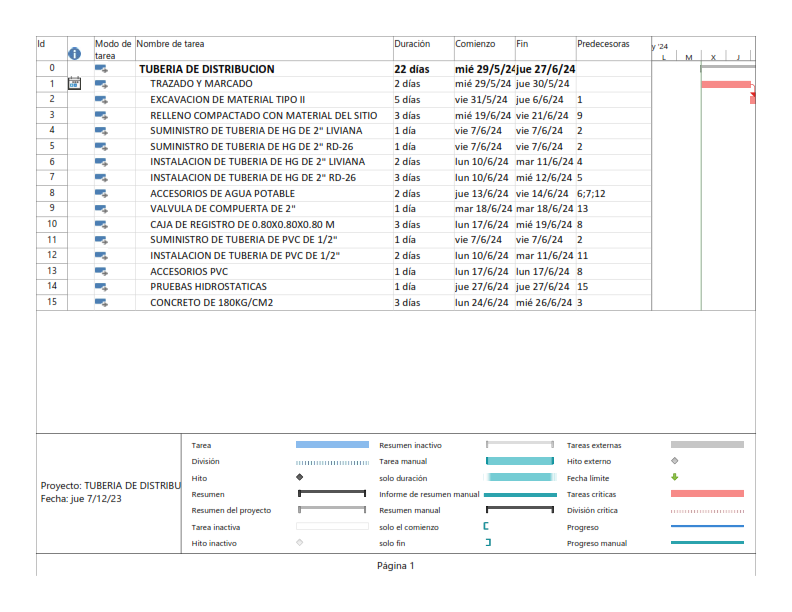 Id Modo de tarea Nombre de tarea Duración Comienzo Fin Predecesoras y '24
L M X J
0 TUBERIA DE DISTRIBUCION 22 días mié 29/5/24 jue 27/6/24
1 TRAZADO Y MARCADO 2 días mié 29/5/24 jue 30/5/24
2 EXCAVACION DE MATERIAL TIPO II 5 días vie 31/5/24 jue 6/6/24 1
3 RELLENO COMPACTADO CON MATERIAL DEL SITIO 3 días mié 19/6/24 vie 21/6/24 9
4 SUMINISTRO DE TUBERIA DE HG DE 2" LIVIANA 1 día vie 7/6/24 vie 7/6/24 2
5 SUMINISTRO DE TUBERIA DE HG DE 2" RD-26 1 día vie 7/6/24 vie 7/6/24 2
6 INSTALACION DE TUBERIA DE HG DE 2" LIVIANA 2 días lun 10/6/24 mar 11/6/24 4
7 INSTALACION DE TUBERIA DE HG DE 2" RD-26 3 días lun 10/6/24 mié 12/6/24 5
8 ACCESORIOS DE AGUA POTABLE 2 días jue 13/6/24 vie 14/6/24 6;7;12
9 VALVULA DE COMPUERTA DE 2" 1 día mar 18/6/24 mar 18/6/24 13
10 CAJA DE REGISTRO DE 0.80X0.80X0.80 M 3 días lun 17/6/24 mié 19/6/24 8
11 SUMINISTRO DE TUBERIA DE PVC DE 1/2" 1 día vie 7/6/24 vie 7/6/24 2
12 INSTALACION DE TUBERIA DE PVC DE 1/2" 2 días lun 10/6/24 mar 11/6/24 11
13 ACCESORIOS PVC 1 día lun 17/6/24 lun 17/6/24 8
14 PRUEBAS HIDROSTATICAS 1 día jue 27/6/24 jue 27/6/24 15
15 CONCRETO DE 180KG/CM2 3 días lun 24/6/24 mié 26/6/24 3
Proyecto: TUBERIA DE DISTRIBU
Fecha: jue 7/12/23
Tarea
División
Hito
Resumen
Resumen del proyecto
Tarea inactiva
Hito inactivo
Resumen inactivo
Tarea manual
solo duración
Informe de resumen manual
Resumen manual
solo el comienzo
solo fin
Tareas externas
Hito externo
Fecha límite
Tareas críticas
División crítica
Progreso
Progreso manual
Página 1